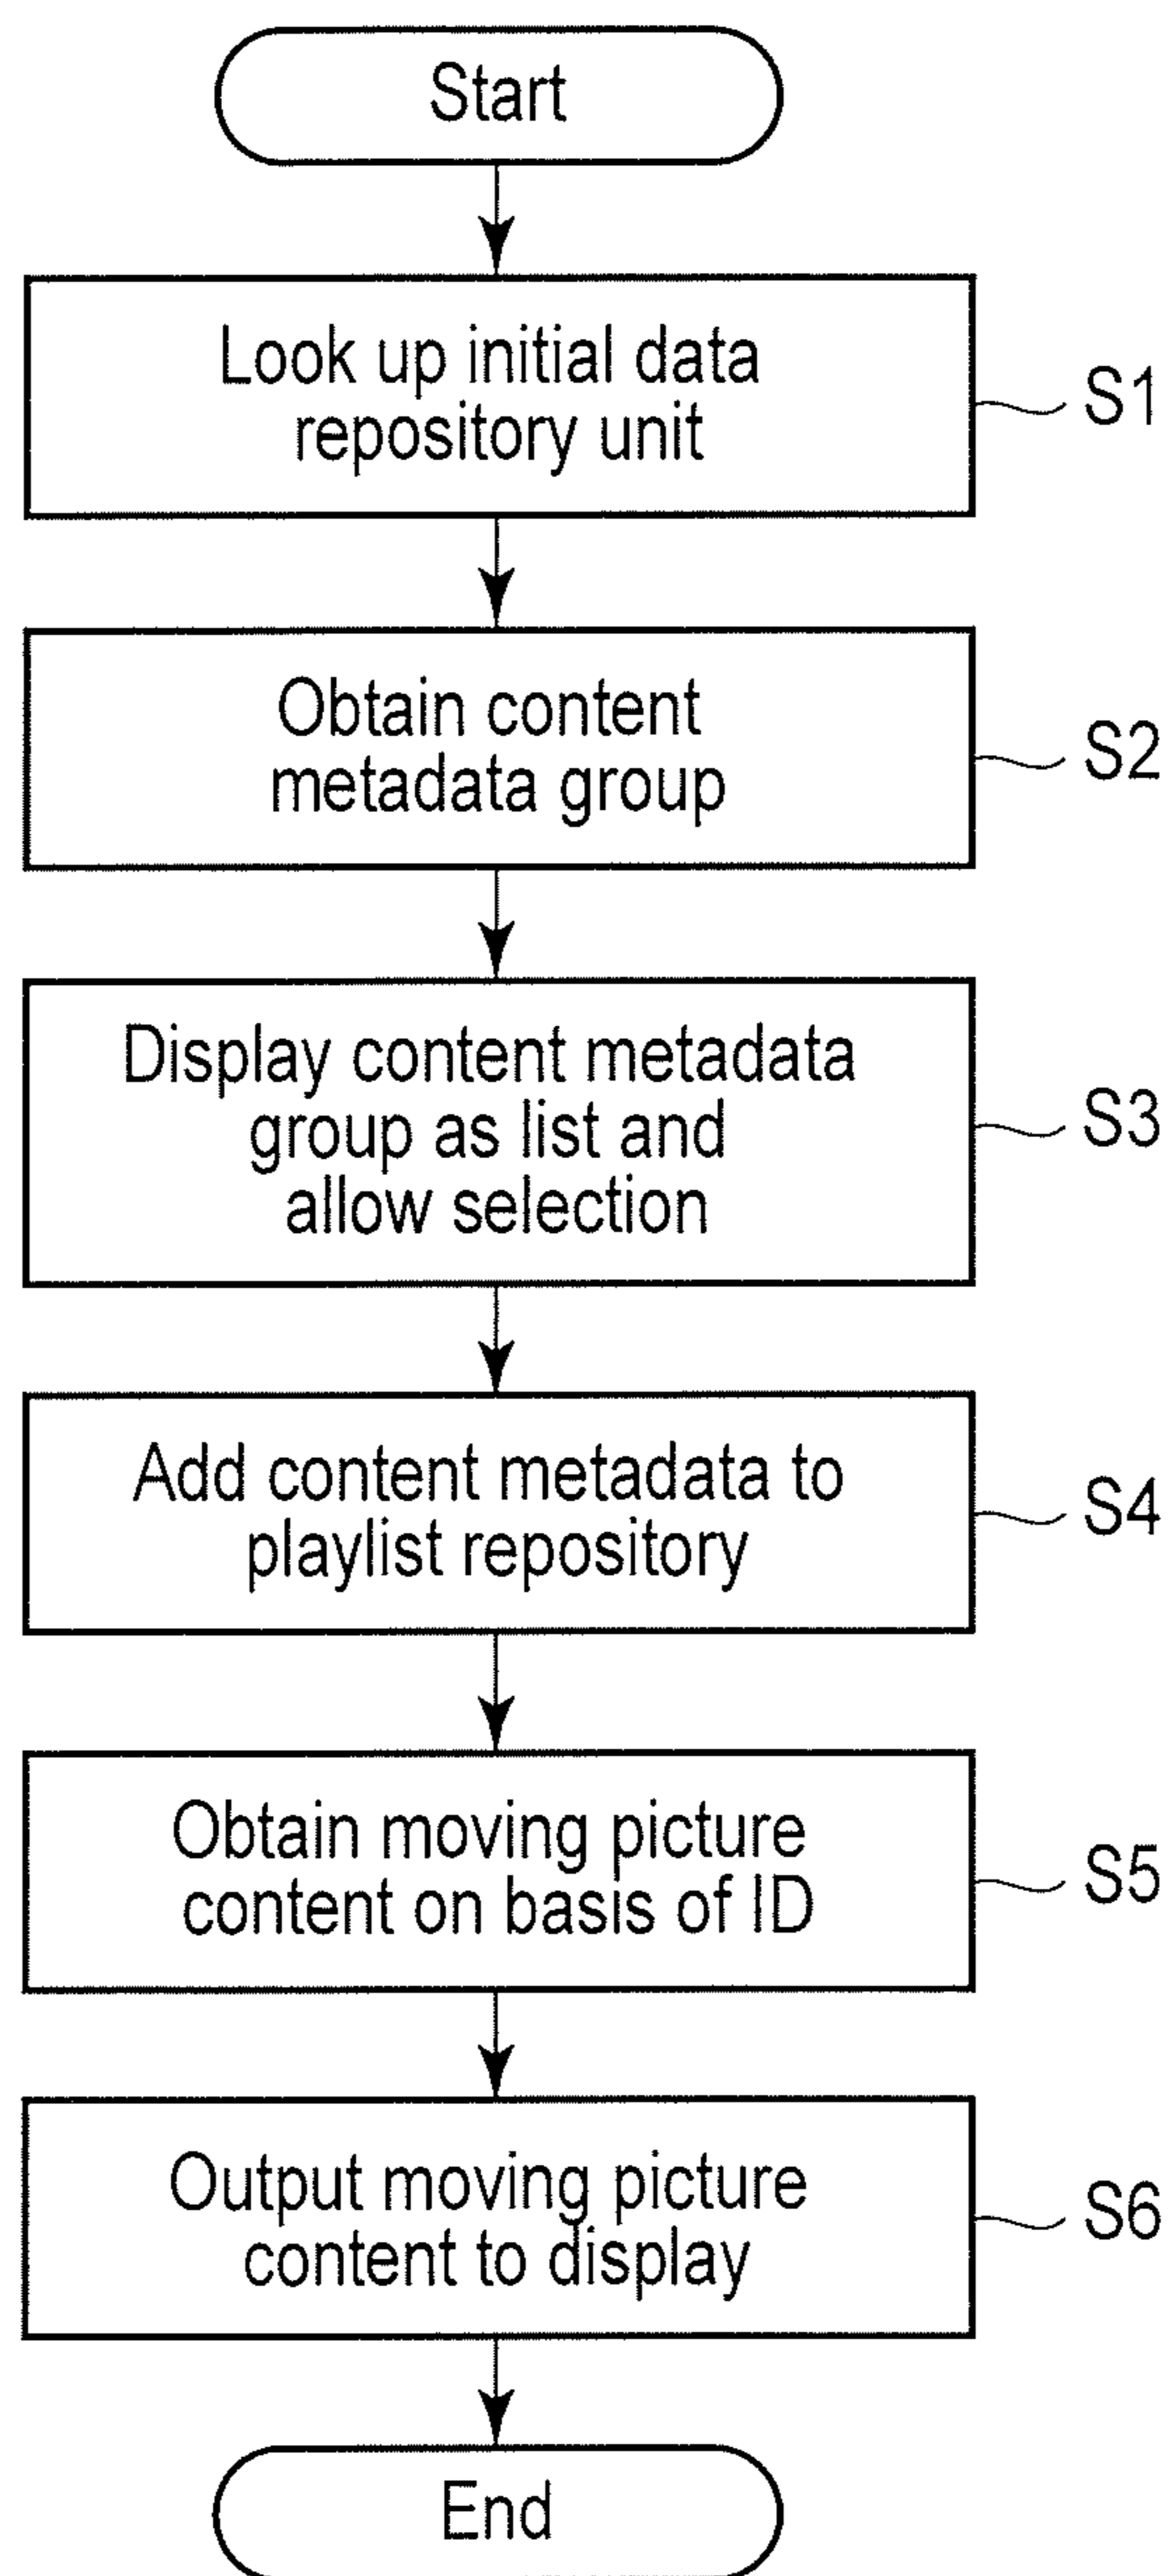 Start
Look up initial data
repository unit
S1
Obtain content
metadata group
S2
Display content metadata
group as list and
allow selection
S3
Add content metadata to
playlist repository
S4
Obtain moving picture
content on basis of ID
S5
Output moving picture
content to display
S6
End